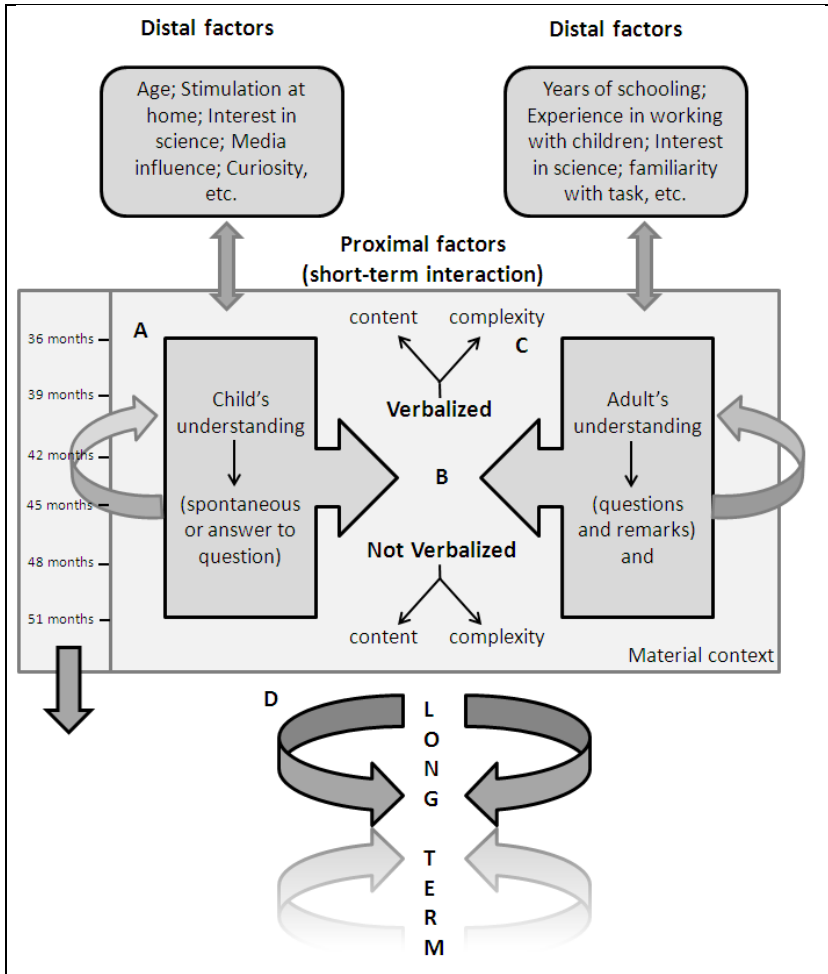 Distal factors
Distal factors
Age; Stimulation at
home; Interest in
science; Media
influence; Curiosity,
etc.
Years of schooling;
Experience in working
with children; Interest
in science; familiarity
with task, etc.
Proximal factors
(short-term interaction)
36 months
39 months
42 months
45 months
48 months
51 months
A
Child's
understanding
(spontaneous
or answer to
question)
content
complexity
Verbalized
B
Not Verbalized
content
complexity
C
Adult's
understanding
(questions
and remarks)
and
Material context
D
L
O
N
G
T
E
R
M